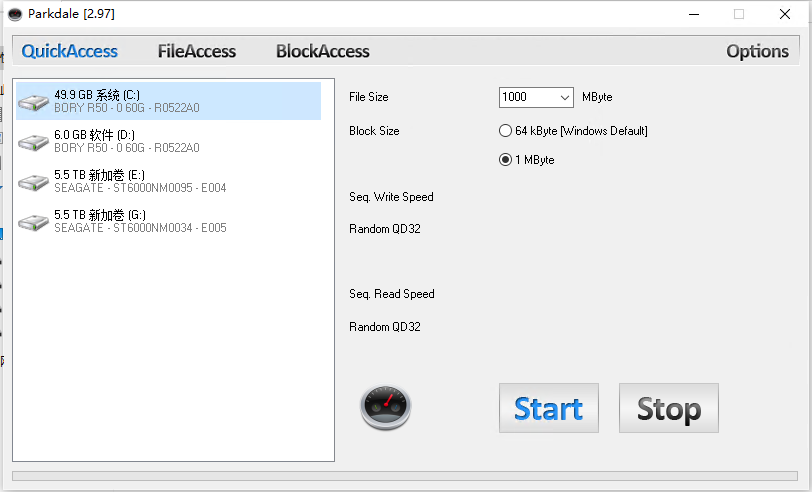 Parkdale [2.97]
QuickAccess FileAccess BlockAccess Options
49.9 GB 系统 (C:)
BORY R50 - 0 60G - R0522A0
6.0 GB 软件 (D:)
BORY R50 - 0 60G - R0522A0
5.5 TB 新加卷 (E:)
SEAGATE - ST6000NM0095 - E004
5.5 TB 新加卷 (G:)
SEAGATE - ST6000NM0034 - E005
File Size 1000 MByte
Block Size 64 kByte [Windows Default]
1 MByte
Seq. Write Speed
Random QD32
Seq. Read Speed
Random QD32
Start Stop